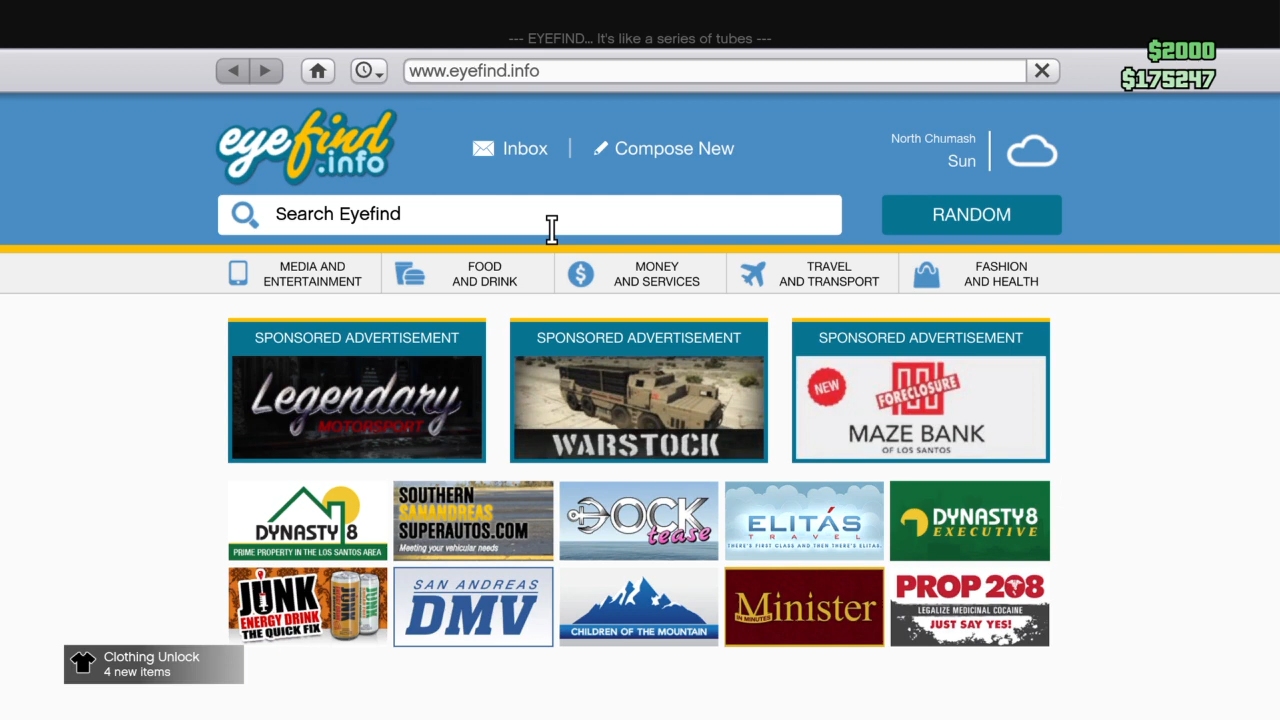 --- EYEFIND... It's like a series of tubes ---
$2000
www.eyefind.info
$175247
eyefind
.info
Inbox
Compose New
North Chumash
Sun
Search Eyefind
RANDOM
MEDIA AND
ENTERTAINMENT
FOOD
AND DRINK
MONEY
AND SERVICES
TRAVEL
AND TRANSPORT
FASHION
AND HEALTH
SPONSORED ADVERTISEMENT
Legendary
MOTORSPORT
SPONSORED ADVERTISEMENT
WARSTOCK
SPONSORED ADVERTISEMENT
NEW
FORECLOSURE
MAZE BANK
OF LOS SANTOS
DYNASTY 8
PRIME PROPERTY IN THE LOS SANTOS AREA
SOUTHERN
SANANDREAS
SUPERAUTOS.COM
Meeting your vehicular needs
DOCK
tease
ELITÁS
TRAVEL
THERE'S FIRST CLASS AND THEN THERE'S ELITAS.
DYNASTY 8
EXECUTIVE
JUNK
ENERGY DRINK
THE QUICK FIX
JUNK
JUNK
SAN ANDREAS
DMV
CHILDREN OF THE MOUNTAIN
Minister
IN MINUTES
PROP 208
LEGALIZE MEDICINAL COCAINE
JUST SAY YES!
Clothing Unlock
4 new items